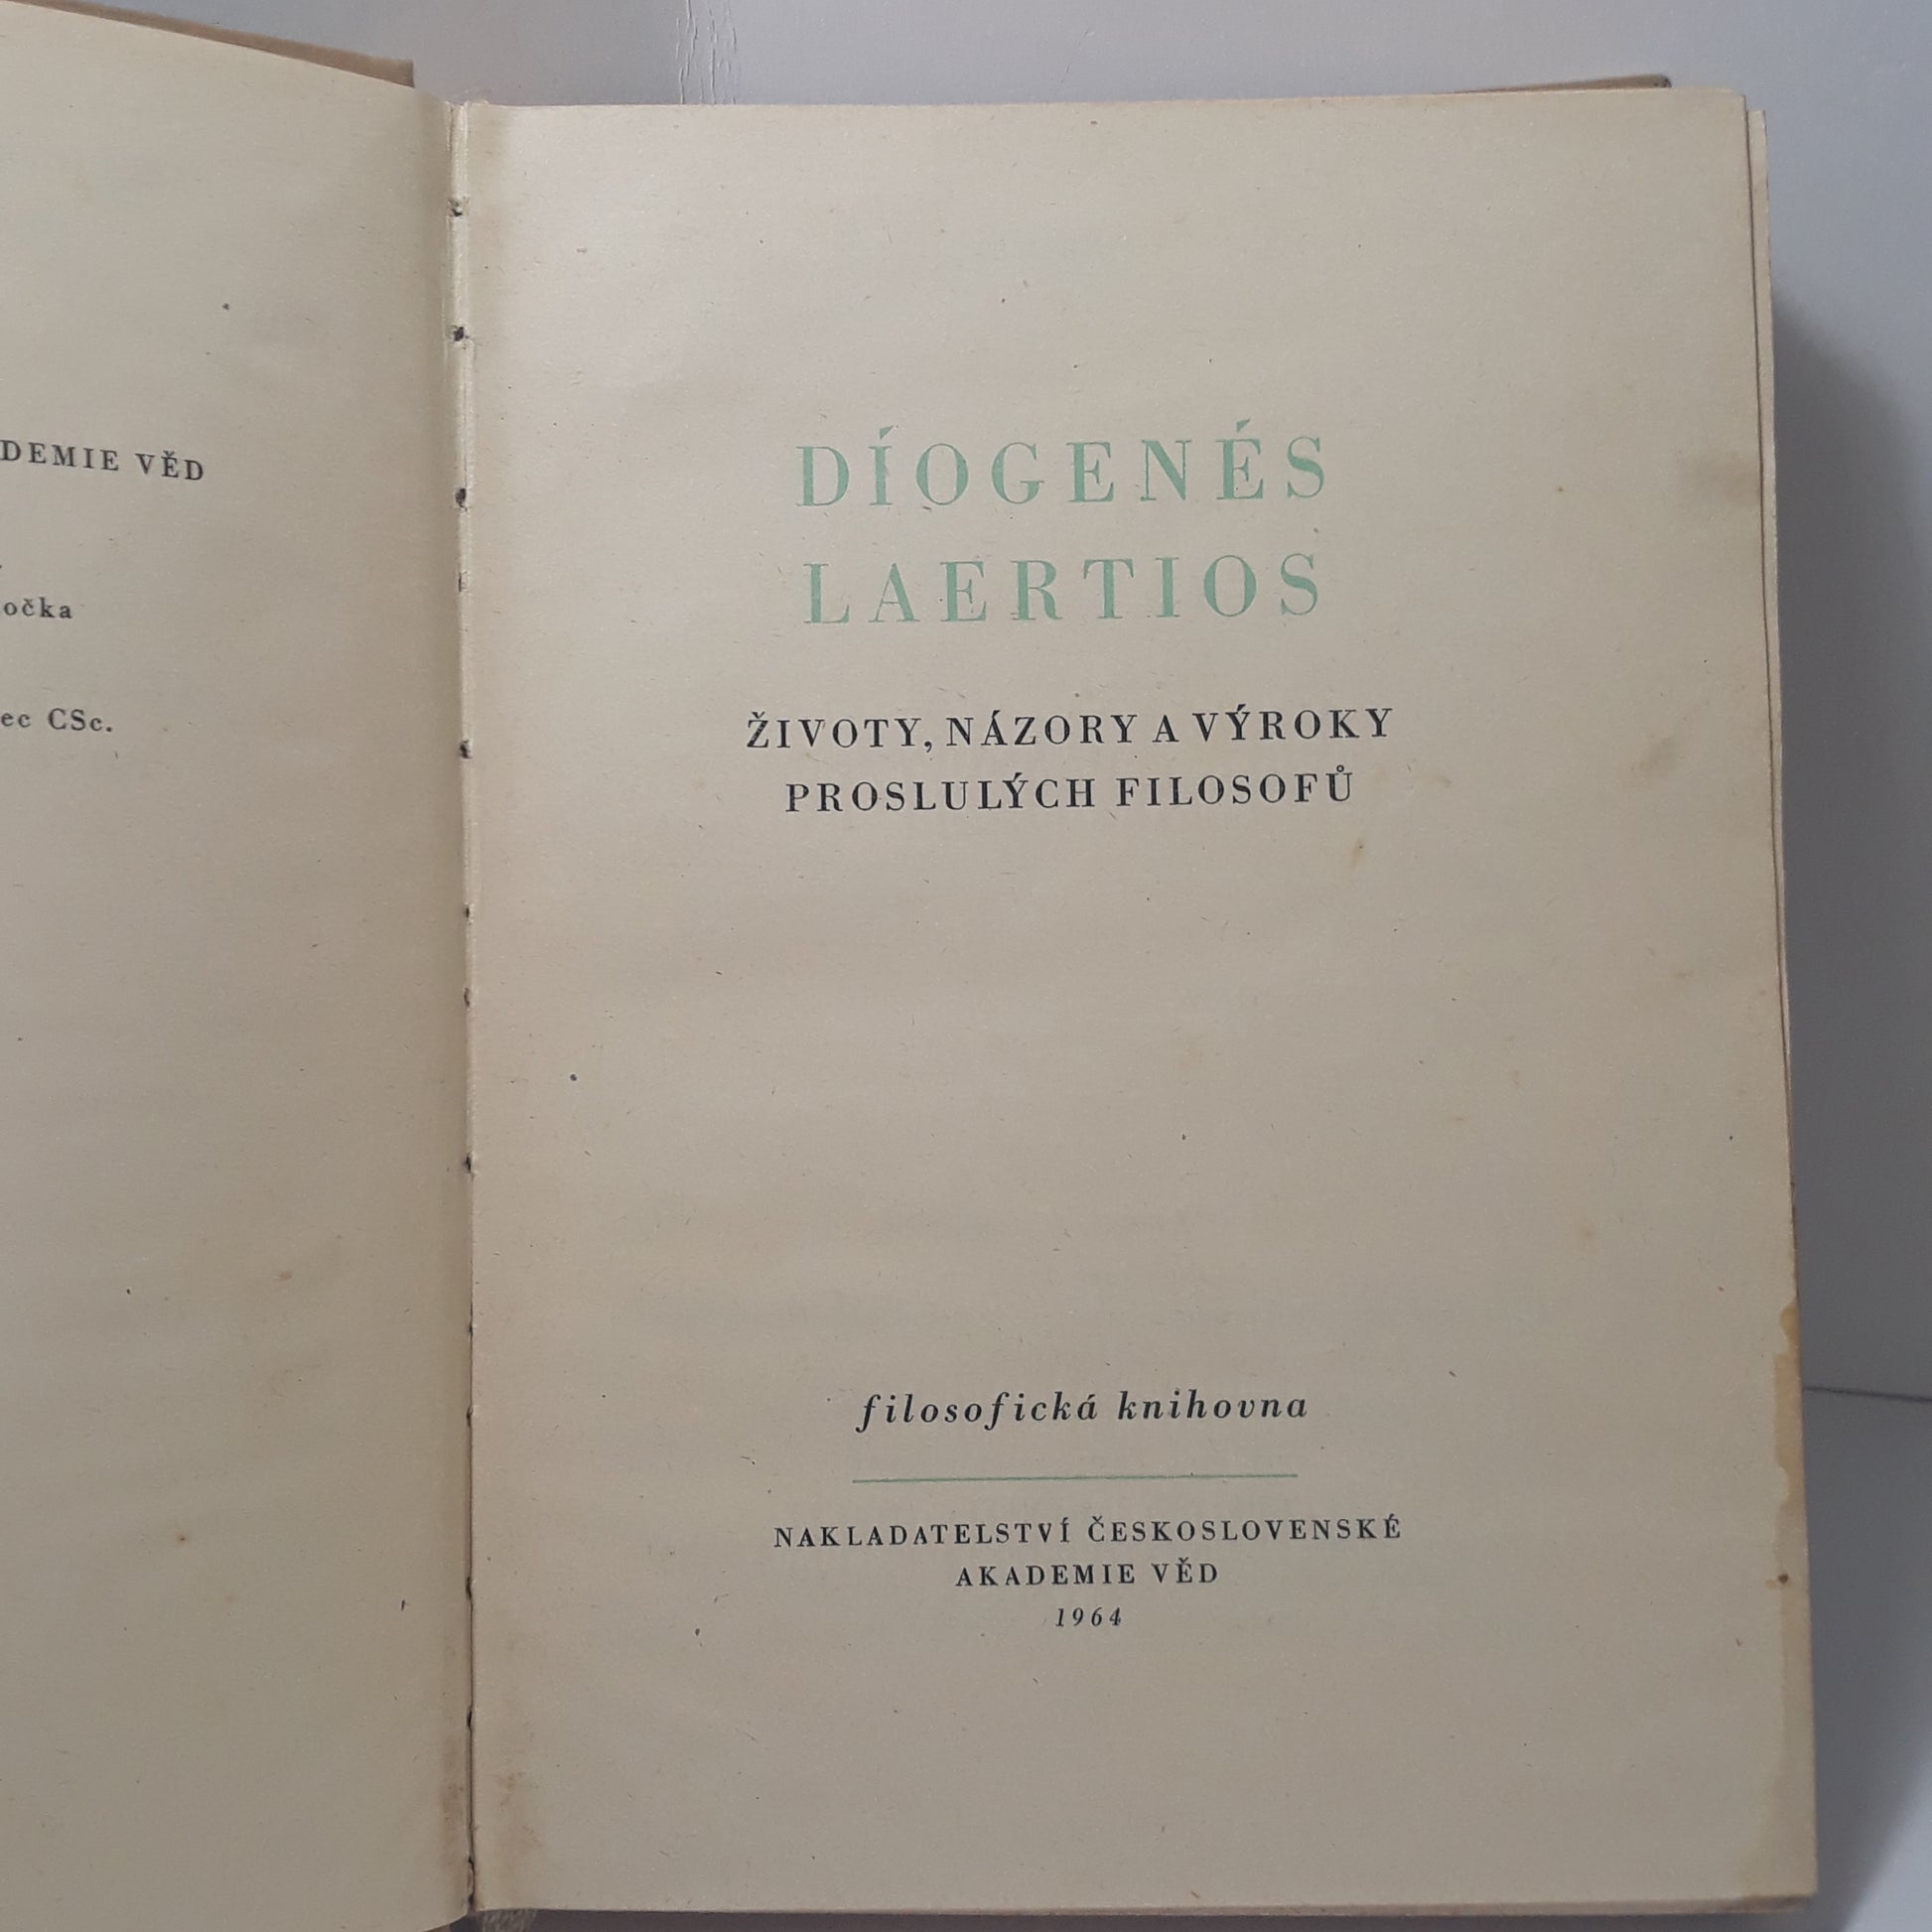 DEMIE VĚD
očka
ec CSc.
DÍOGENÉS
LAERTIOS
ŽIVOTY, NÁZORY A VÝROKY
PROSLULÝCH FILOSOFŮ
filosofická knihovna
NAKLADATELSTVÍ ČESKOSLOVENSKÉ
AKADEMIE VĚD
1964